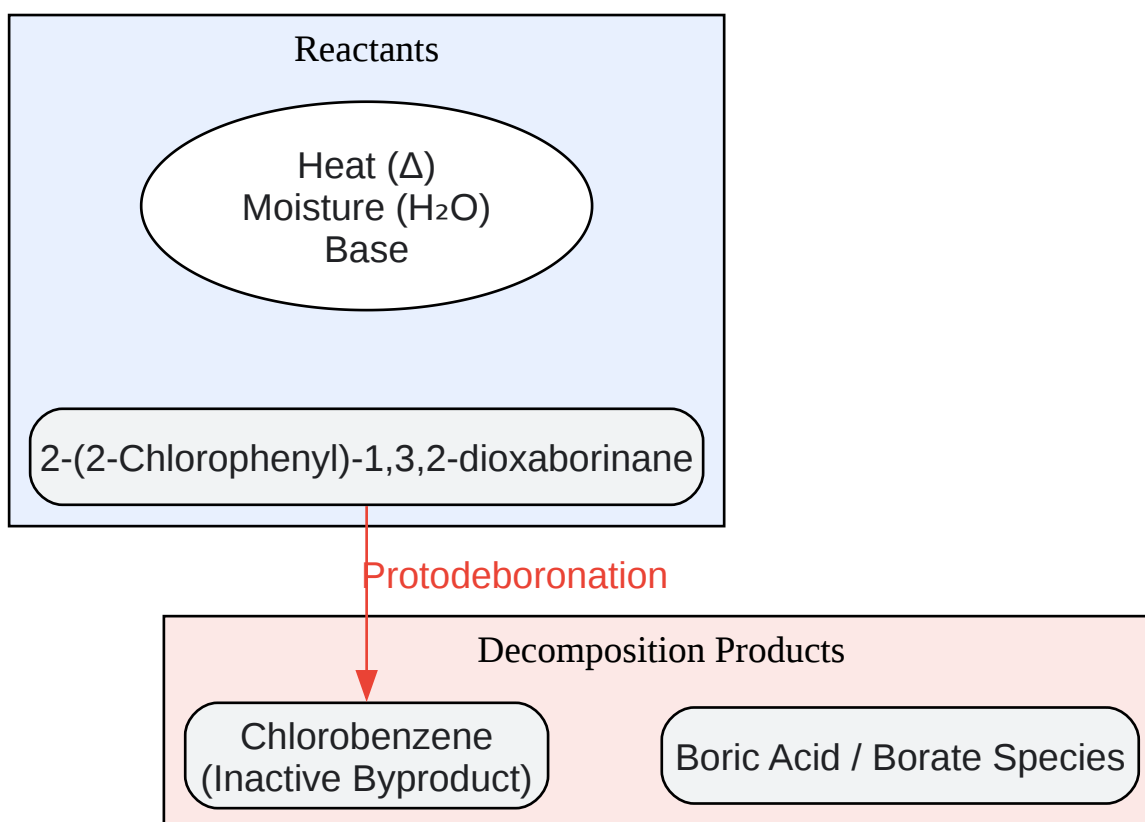 Reactants
Heat (Δ)
Moisture (H₂O)
Base
2-(2-Chlorophenyl)-1,3,2-dioxaborinane
Protodeboronation
Decomposition Products
Chlorobenzene
(Inactive Byproduct)
Boric Acid / Borate Species